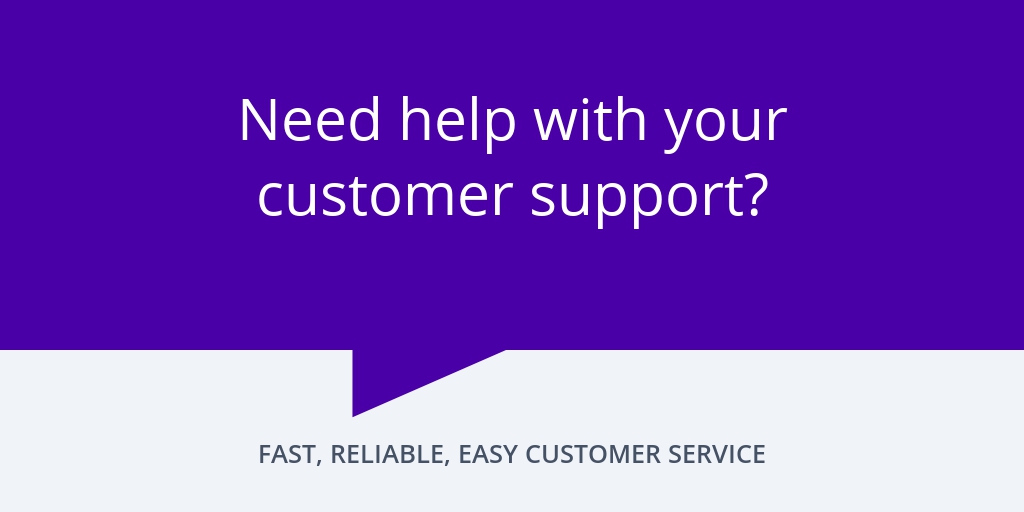 Need help with your
customer support?
FAST, RELIABLE, EASY CUSTOMER SERVICE